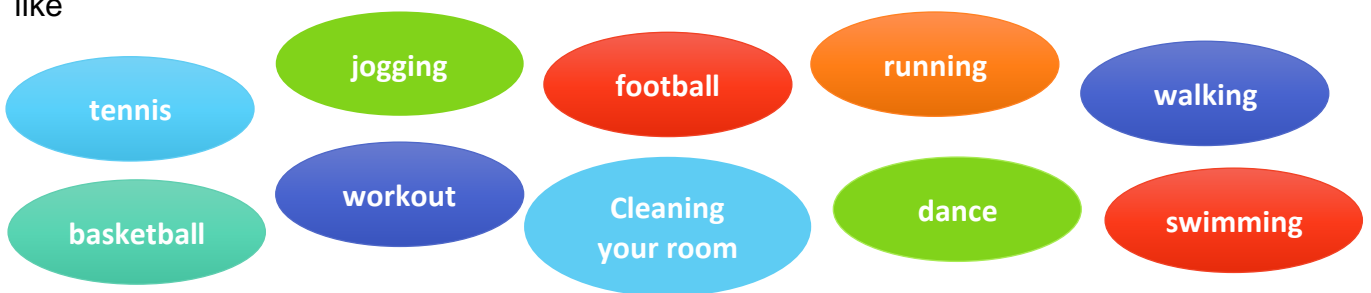 like
tennis
jogging
football
running
walking
basketball
workout
Cleaning
your room
dance
swimming